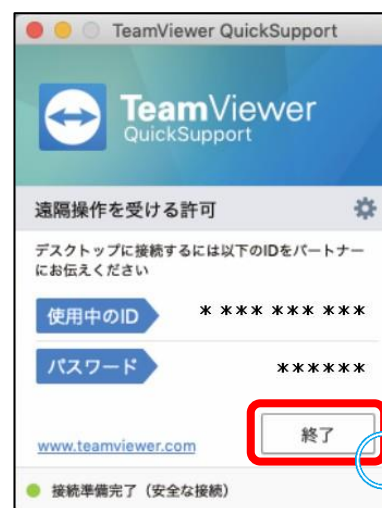 TeamViewer QuickSupport
TeamViewer
QuickSupport
遠隔操作を受ける許可
デスクトップに接続するには以下のIDをパートナー
にお伝えください
使用中のID * *** *** ***
パスワード ******
終了
www.teamviewer.com
接続準備完了（安全な接続）